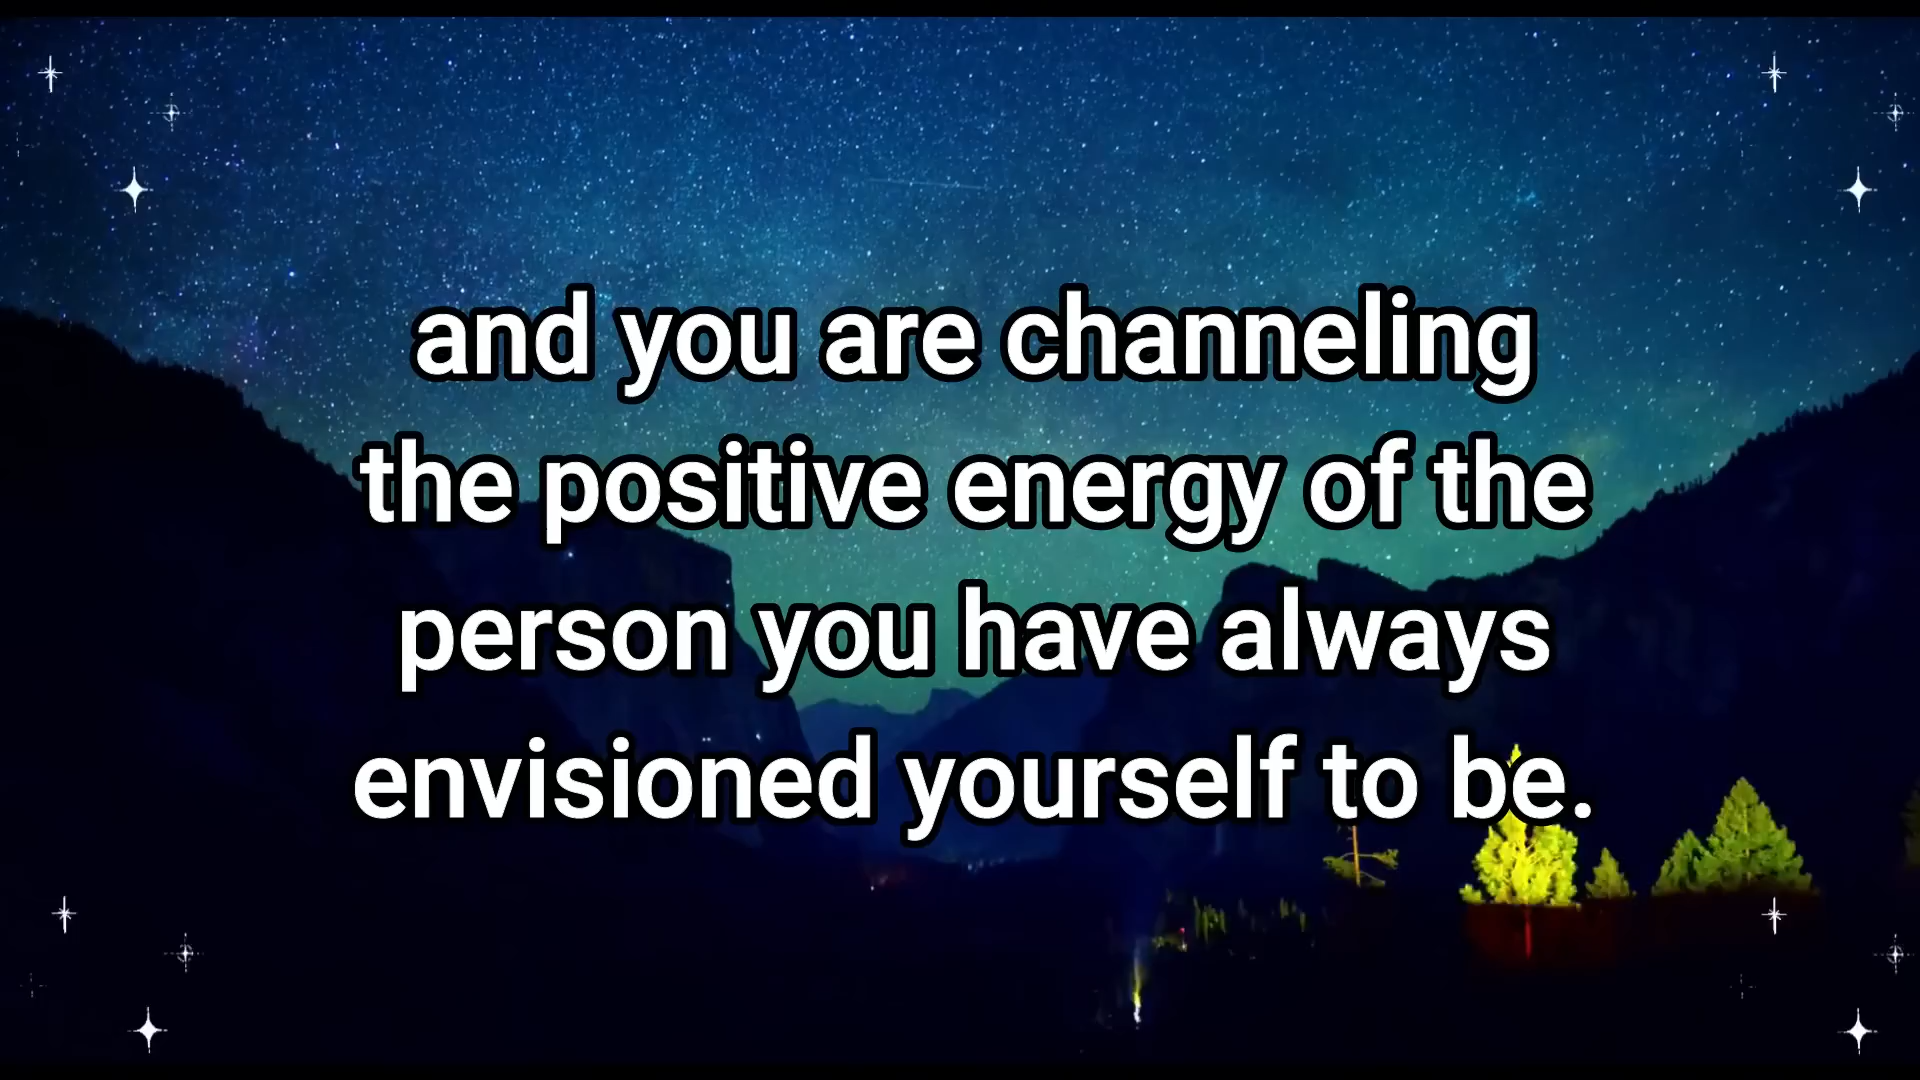 and you are channeling
the positive energy of the
person you have always
envisioned yourself to be.